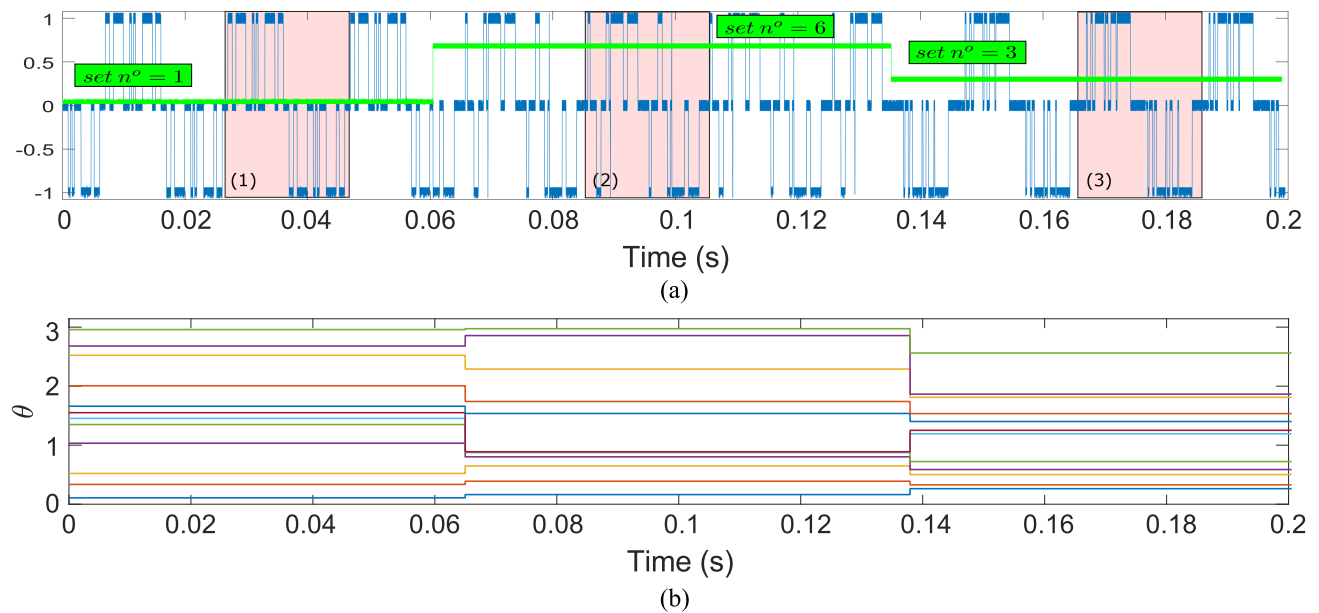 1
0.5
0
-0.5
-1
set n° = 1
set n° = 6
set n° = 3
(1)
(2)
(3)
0 0.02 0.04 0.06 0.08 0.1 0.12 0.14 0.16 0.18 0.2
Time (s)
(a)
3
2
1
0
θ
0 0.02 0.04 0.06 0.08 0.1 0.12 0.14 0.16 0.18 0.2
Time (s)
(b)